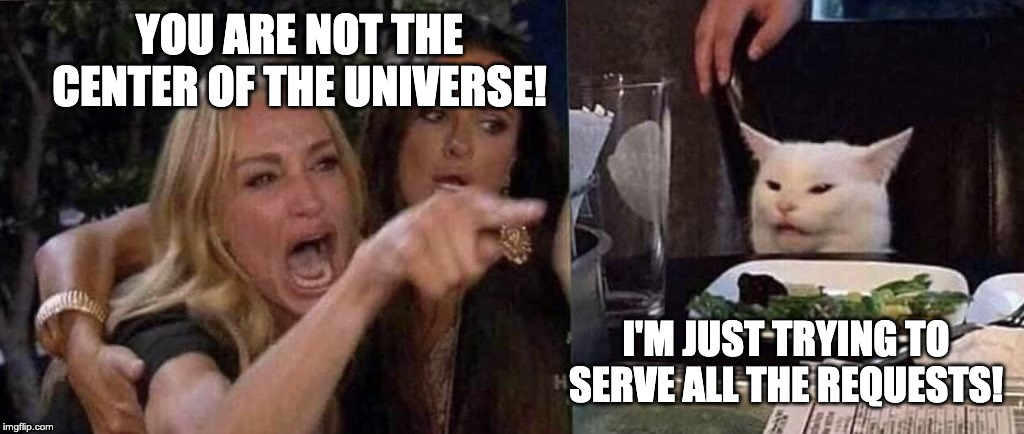 YOU ARE NOT THE
CENTER OF THE UNIVERSE!
I'M JUST TRYING TO
SERVE ALL THE REQUESTS!
imgflip.com